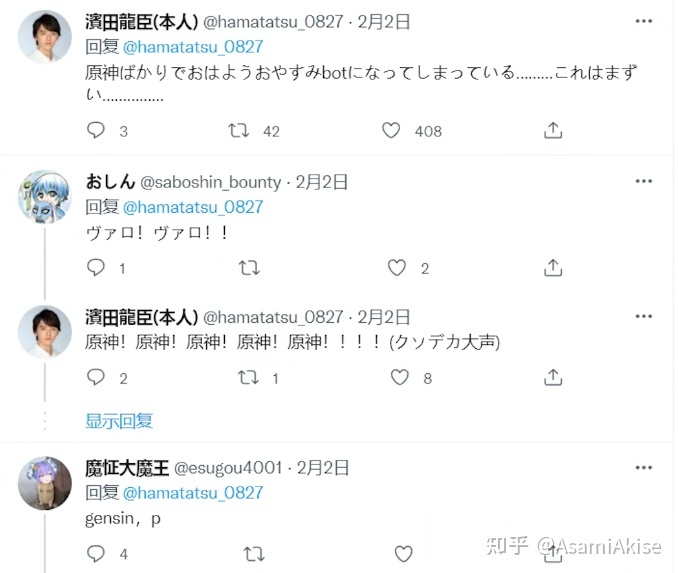 濱田龍臣(本人) @hamatatsu_0827 · 2月2日
回复 @hamatatsu_0827
原神ばかりでおはようおやすみbotになってしまっている………これはまず
い……………
3 42 408
おしん @saboshin_bounty · 2月2日
回复 @hamatatsu_0827
ヴァロ！ヴァロ！！
1 2
濱田龍臣(本人) @hamatatsu_0827 · 2月2日
原神！原神！原神！原神！原神！！！！(クソデカ大声)
2 1 8
显示回复
魔怔大魔王 @esugou4001 · 2月2日
回复 @hamatatsu_0827
gensin，p
4
知乎 @AsamiAkise